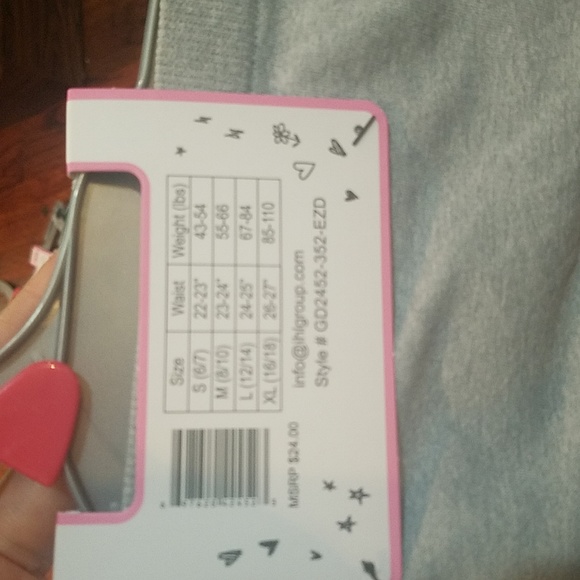 Size Waist Weight (lbs)
S (6/7) 22-23" 43-54
M (8/10) 23-24" 55-66
L (12/14) 24-25" 67-84
XL (16/18) 26-27" 85-110
info@ihlgroup.com
Style # GD2452-352-EZD
MSRP $24.00